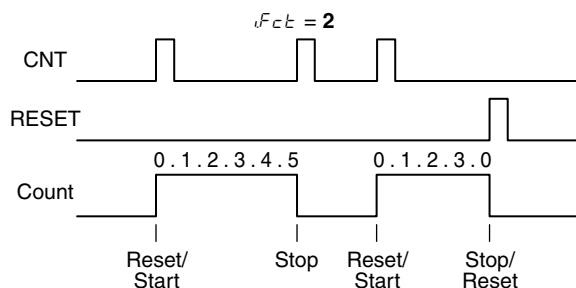 iFct = 2
CNT
RESET
0.1.2.3.4.5 0.1.2.3.0
Count
Reset/ Stop Reset/ Stop/
Start Start Reset